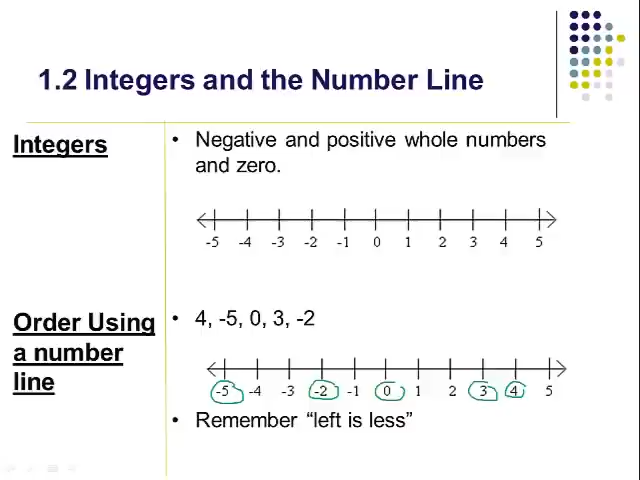 1.2 Integers and the Number Line
Integers
• Negative and positive whole numbers
and zero.
-5 -4 -3 -2 -1 0 1 2 3 4 5
Order Using
a number
line
• 4, -5, 0, 3, -2
-5 -4 -3 -2 -1 0 1 2 3 4 5
• Remember “left is less”